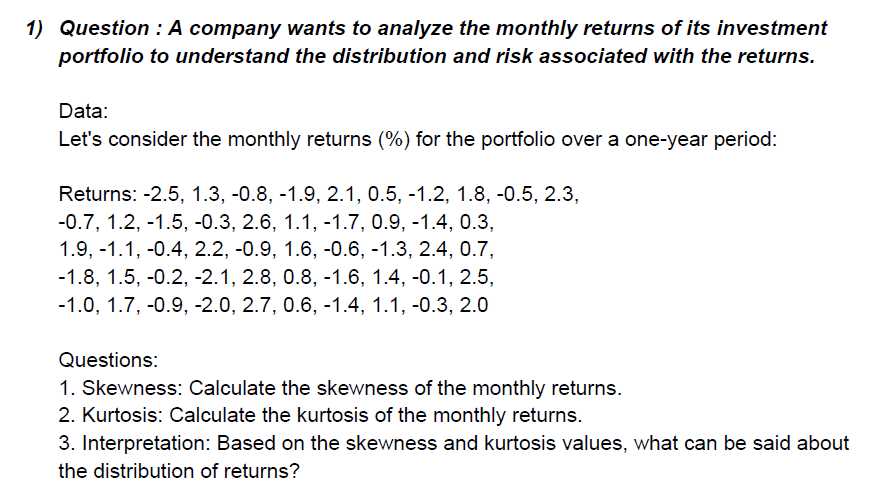 1) Question : A company wants to analyze the monthly returns of its investment
portfolio to understand the distribution and risk associated with the returns.
Data:
Let's consider the monthly returns (%) for the portfolio over a one-year period:
Returns: -2.5, 1.3, -0.8, -1.9, 2.1, 0.5, -1.2, 1.8, -0.5, 2.3,
-0.7, 1.2, -1.5, -0.3, 2.6, 1.1, -1.7, 0.9, -1.4, 0.3,
1.9, -1.1, -0.4, 2.2, -0.9, 1.6, -0.6, -1.3, 2.4, 0.7,
-1.8, 1.5, -0.2, -2.1, 2.8, 0.8, -1.6, 1.4, -0.1, 2.5,
-1.0, 1.7, -0.9, -2.0, 2.7, 0.6, -1.4, 1.1, -0.3, 2.0
Questions:
1. Skewness: Calculate the skewness of the monthly returns.
2. Kurtosis: Calculate the kurtosis of the monthly returns.
3. Interpretation: Based on the skewness and kurtosis values, what can be said about
the distribution of returns?